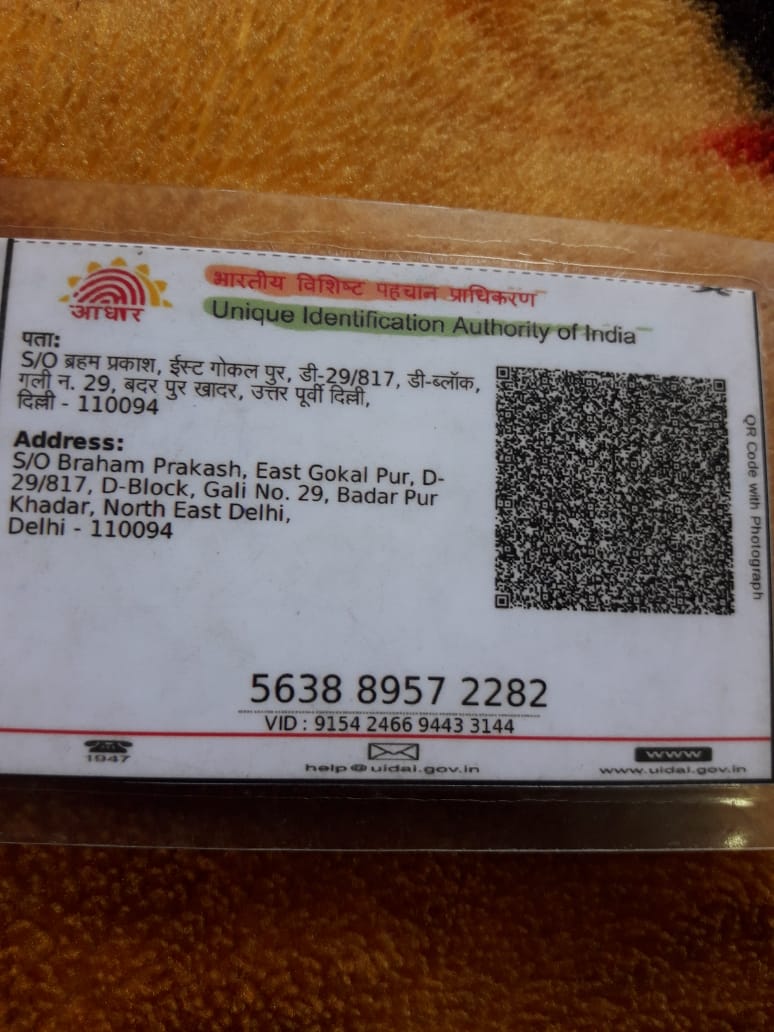 आधार
भारतीय विशिष्ट पहचान प्राधिकरण
Unique Identification Authority of India
पता:
S/O ब्रहम प्रकाश, ईस्ट गोकल पुर, डी-29/817, डी-ब्लॉक,
गली न. 29, बदर पुर खादर, उत्तर पूर्वी दिल्ली,
दिल्ली - 110094
Address:
S/O Braham Prakash, East Gokal Pur, D-
29/817, D-Block, Gali No. 29, Badar Pur
Khadar, North East Delhi,
Delhi - 110094
QR Code with Photograph
5638 8957 2282
VID : 9154 2466 9443 3144
1947
help@uidai.gov.in
www
www.uidai.gov.in